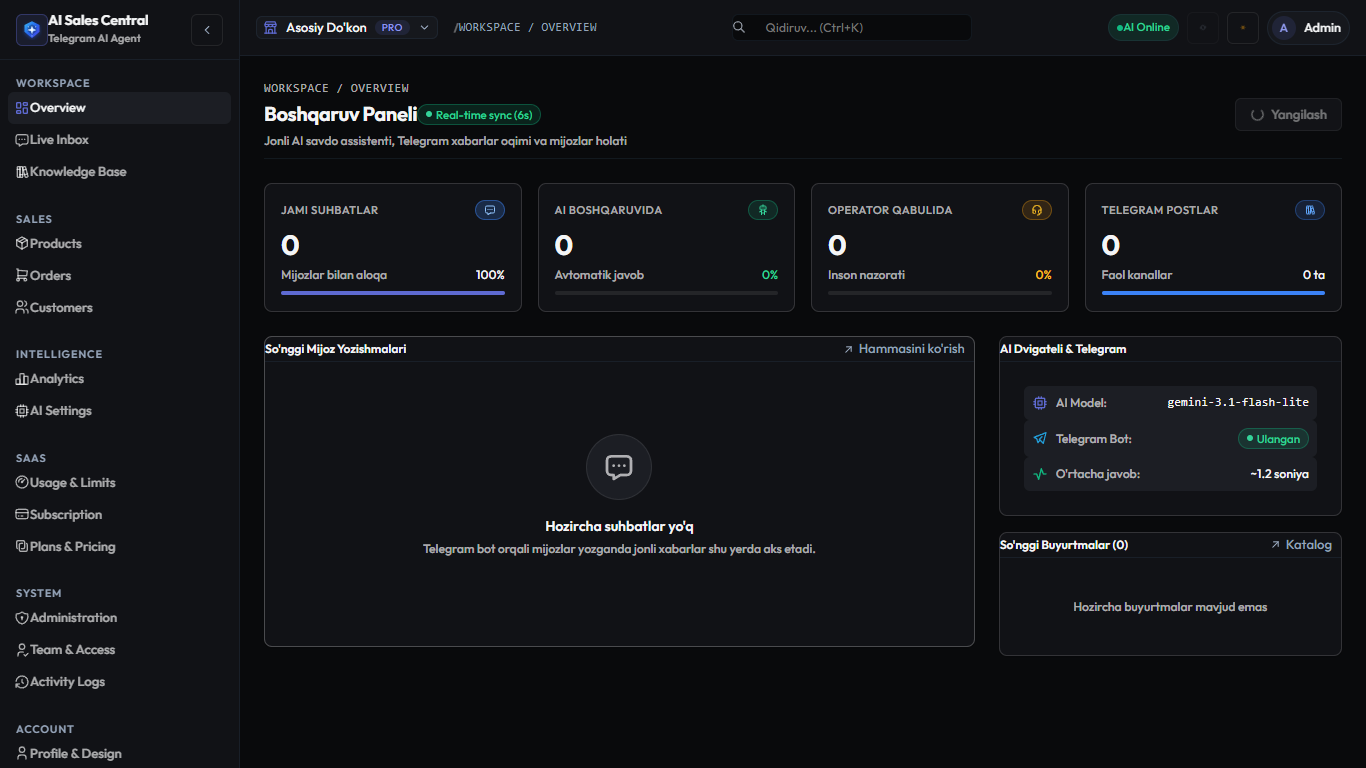 AI Sales Central
Telegram AI Agent
WORKSPACE
Overview
Live Inbox
Knowledge Base
SALES
Products
Orders
Customers
INTELLIGENCE
Analytics
AI Settings
SAAS
Usage & Limits
Subscription
Plans & Pricing
SYSTEM
Administration
Team & Access
Activity Logs
ACCOUNT
Profile & Design
Asosiy Do'kon PRO
/WORKSPACE / OVERVIEW
Qidiruv... (Ctrl+K)
AI Online
A Admin
WORKSPACE / OVERVIEW
Boshqaruv Paneli
Real-time sync (6s)
Jonli AI savdo assistenti, Telegram xabarlar oqimi va mijozlar holati
Yangilash
JAMI SUHBATLAR
0
Mijozlar bilan aloqa 100%
AI BOSHQARUVIDA
0
Avtomatik javob 0%
OPERATOR QABULIDA
0
Inson nazorati 0%
TELEGRAM POSTLAR
0
Faol kanallar 0 ta
So'nggi Mijoz Yozishmalari
Hammasini ko'rish
Hozircha suhbatlar yo'q
Telegram bot orqali mijozlar yozganda jonli xabarlar shu yerda aks etadi.
AI Dvigateli & Telegram
AI Model: gemini-3.1-flash-lite
Telegram Bot: Ulangan
O'rtacha javob: ~1.2 soniya
So'nggi Buyurtmalar (0)
Katalog
Hozircha buyurtmalar mavjud emas